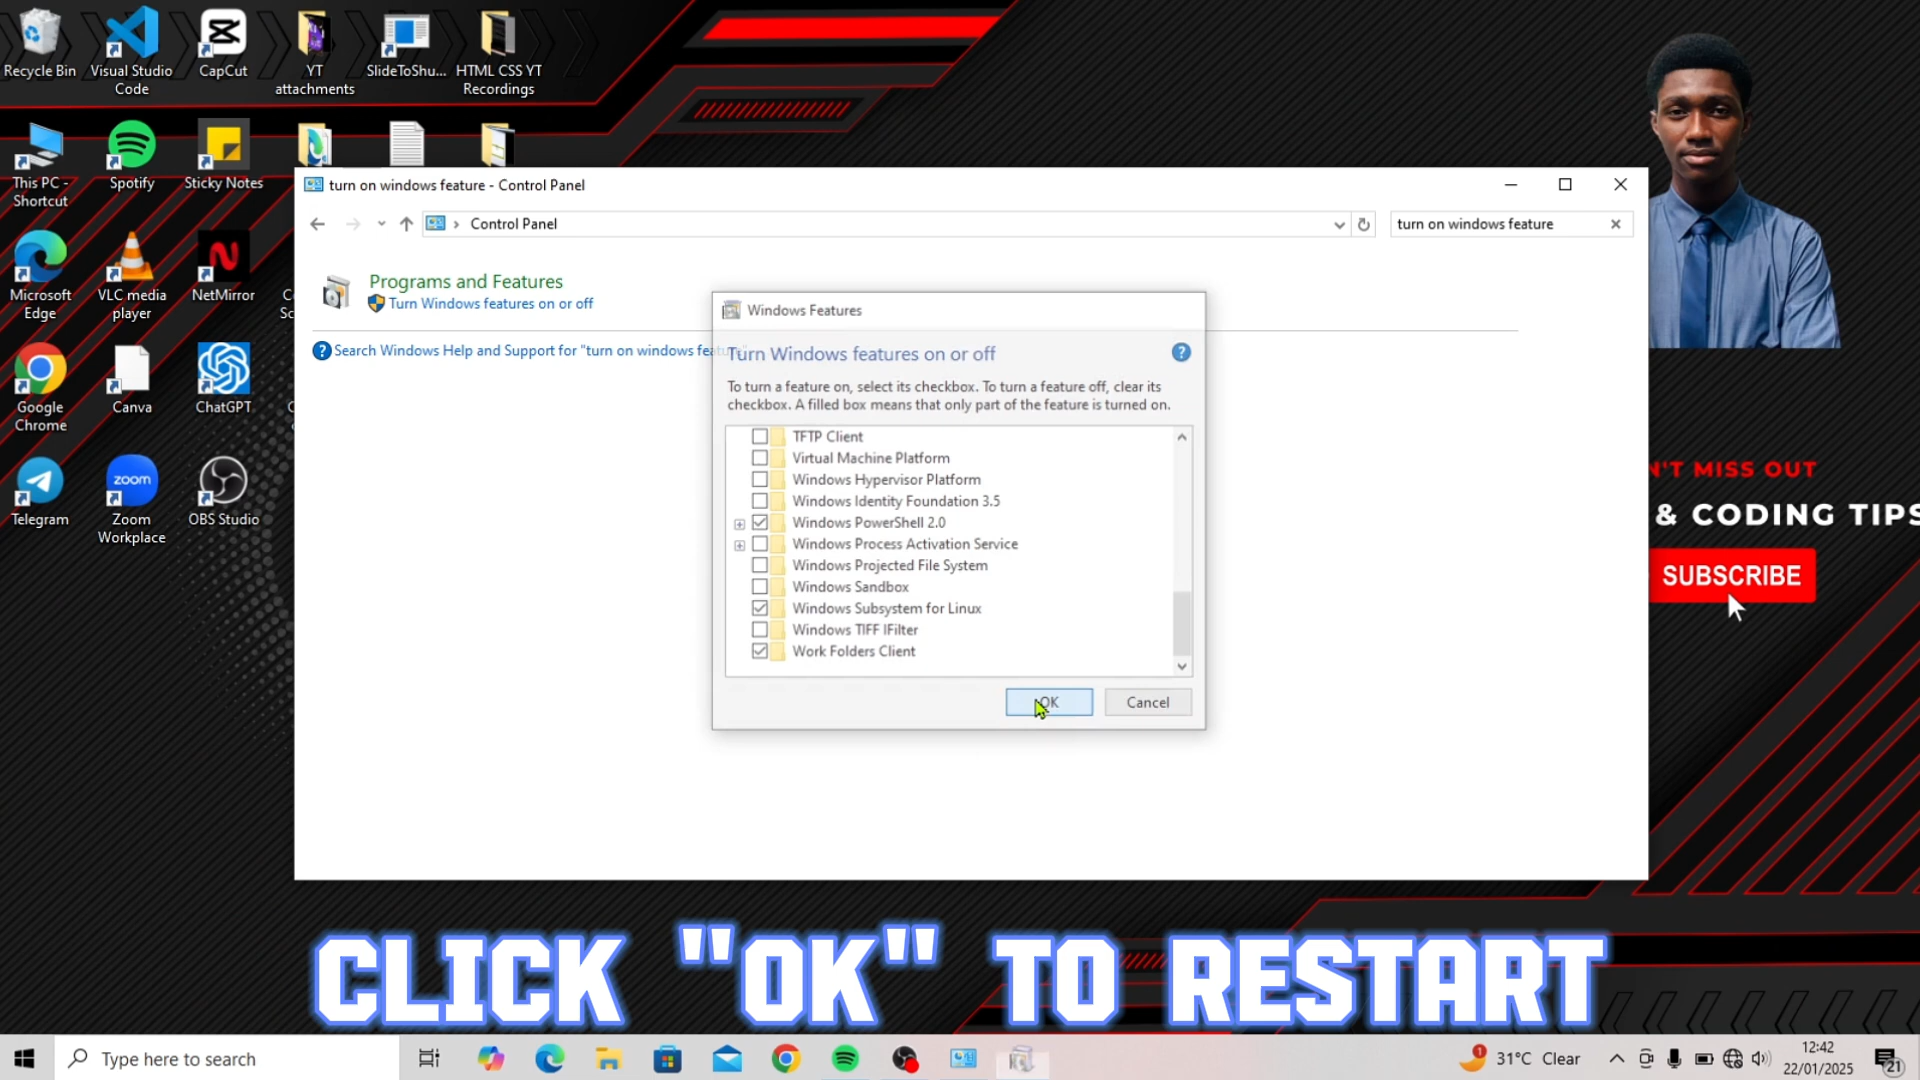 Recycle Bin
Visual Studio
Code
CapCut
YT
attachments
SlideToShu...
HTML CSS YT
Recordings
This PC -
Shortcut
Spotify
Sticky Notes
Microsoft
Edge
VLC media
player
NetMirror
Google
Chrome
Canva
ChatGPT
Telegram
zoom
Zoom
Workplace
OBS Studio
turn on windows feature - Control Panel
Control Panel
turn on windows feature
Programs and Features
Turn Windows features on or off
Search Windows Help and Support for "turn on windows feature"
Windows Features
Turn Windows features on or off
To turn a feature on, select its checkbox. To turn a feature off, clear its
checkbox. A filled box means that only part of the feature is turned on.
TFTP Client
Virtual Machine Platform
Windows Hypervisor Platform
Windows Identity Foundation 3.5
Windows PowerShell 2.0
Windows Process Activation Service
Windows Projected File System
Windows Sandbox
Windows Subsystem for Linux
Windows TIFF IFilter
Work Folders Client
OK
Cancel
N'T MISS OUT
& CODING TIPS
SUBSCRIBE
CLICK "OK" TO RESTART
Type here to search
1
31°C Clear
12:42
22/01/2025
21